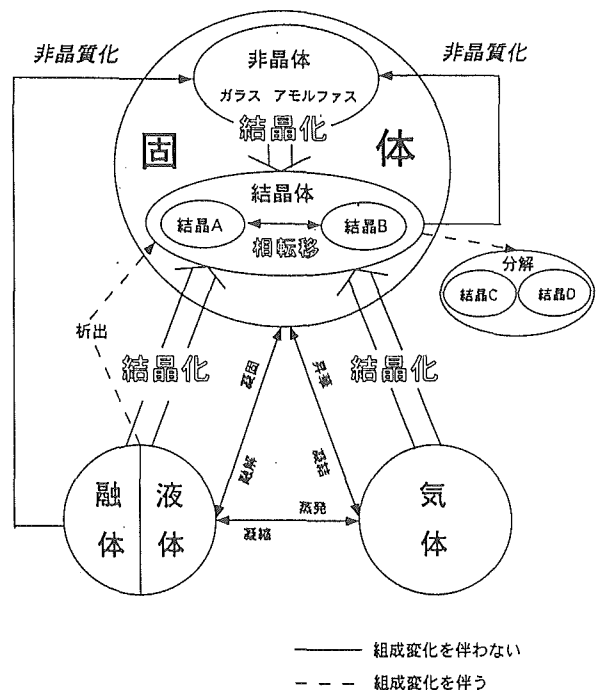 非晶質化
非晶質化
非晶体
ガラス アモルファス
結晶化
固
体
結晶体
結晶A
結晶B
相転移
分解
結晶C
結晶D
析出
結晶化
結晶化
凝固
融解
昇華
凝結
融体
液体
蒸発
凝縮
気体
組成変化を伴わない
組成変化を伴う